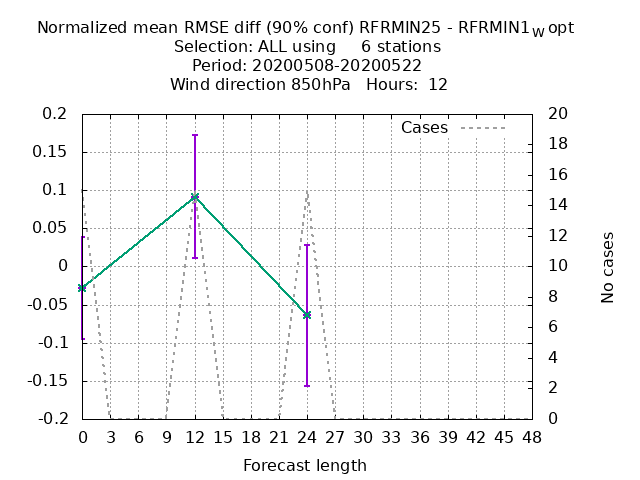 Normalized mean RMSE diff (90% conf) RFRMIN25 - RFRMIN1wopt
Selection: ALL using 6 stations
Period: 20200508-20200522
Wind direction 850hPa Hours: 12
Cases
0.2
0.15
0.1
0.05
0
-0.05
-0.1
-0.15
-0.2
20
18
16
14
12
10
8
6
4
2
0
No cases
0 3 6 9 12 15 18 21 24 27 30 33 36 39 42 45 48
Forecast length